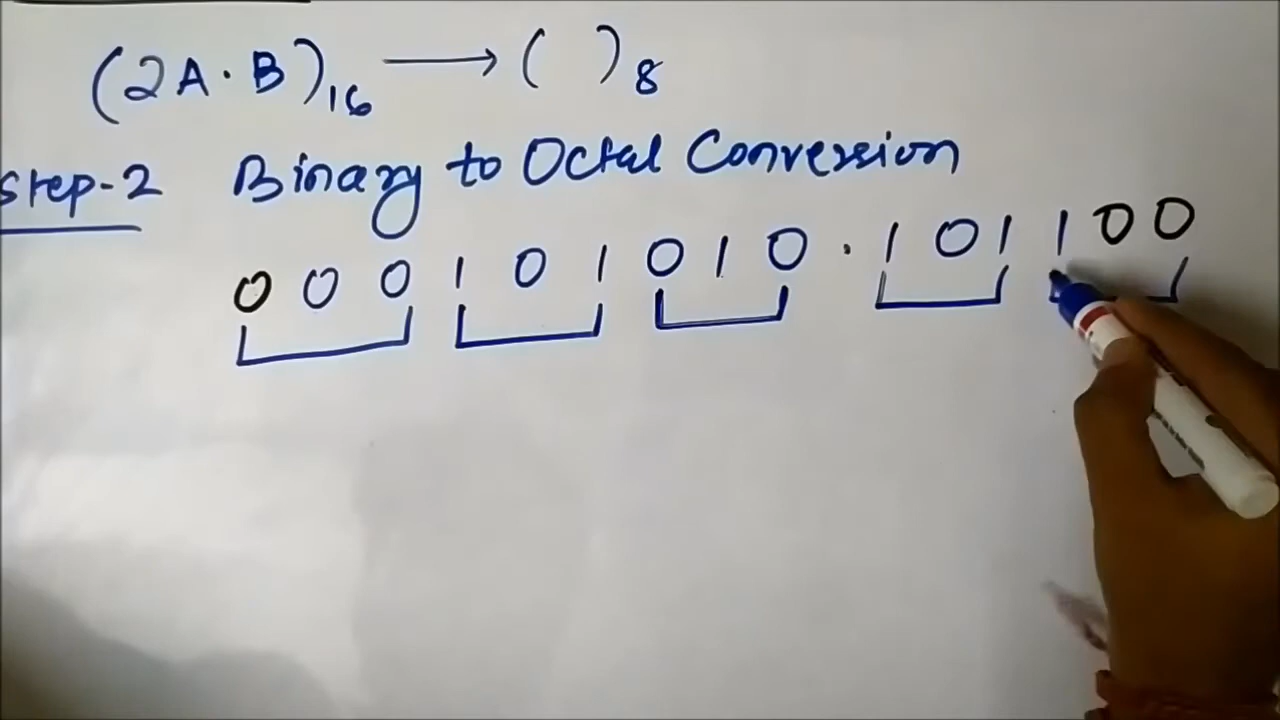 (2A.B)16 → ( )8
Step-2 Binary to Octal Conversion
000101010.101100